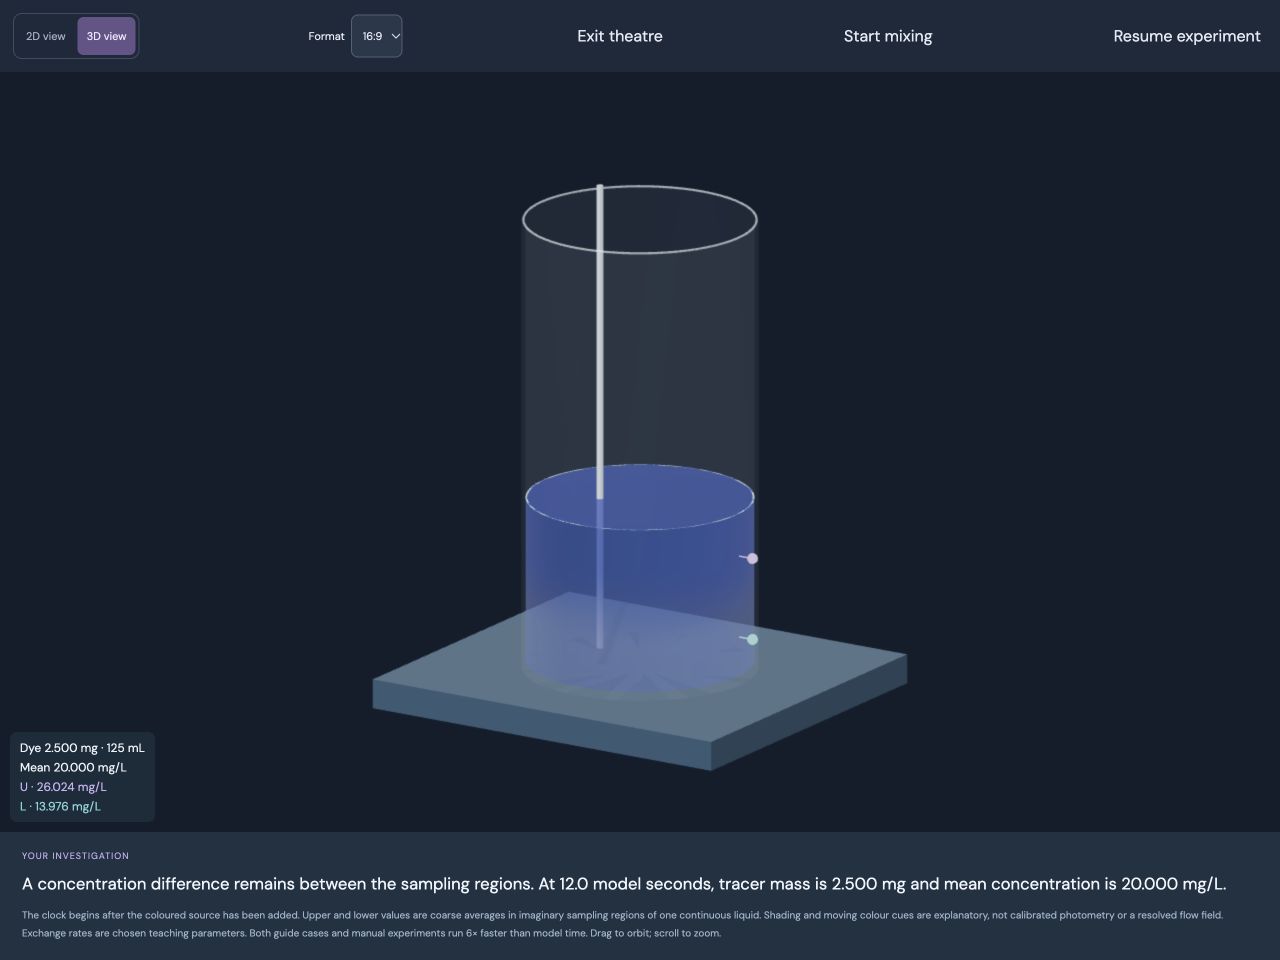 2D view
3D view
Format
16:9
Exit theatre
Start mixing
Resume experiment
Dye 2.500 mg · 125 mL
Mean 20.000 mg/L
U · 26.024 mg/L
L · 13.976 mg/L
YOUR INVESTIGATION
A concentration difference remains between the sampling regions. At 12.0 model seconds, tracer mass is 2.500 mg and mean concentration is 20.000 mg/L.
The clock begins after the coloured source has been added. Upper and lower values are coarse averages in imaginary sampling regions of one continuous liquid. Shading and moving colour cues are explanatory, not calibrated photometry or a resolved flow field.
Exchange rates are chosen teaching parameters. Both guide cases and manual experiments run 6× faster than model time. Drag to orbit; scroll to zoom.